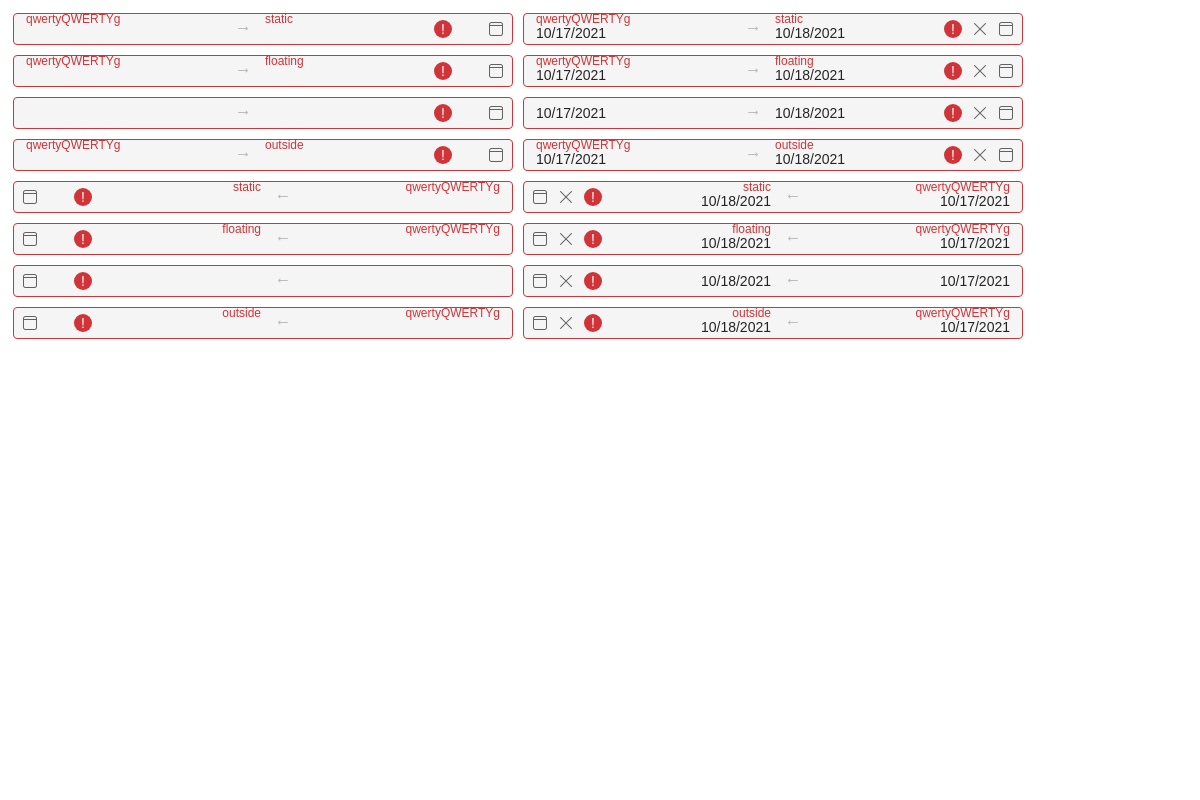 qwertyQWERTYg → static ! qwertyQWERTYg → static !
10/17/2021 10/18/2021
qwertyQWERTYg → floating ! qwertyQWERTYg → floating !
10/17/2021 10/18/2021
→ ! 10/17/2021 → 10/18/2021 !
qwertyQWERTYg → outside ! qwertyQWERTYg → outside !
10/17/2021 10/18/2021
! static ← qwertyQWERTYg ! static ← qwertyQWERTYg
10/18/2021 10/17/2021
! floating ← qwertyQWERTYg ! floating ← qwertyQWERTYg
10/18/2021 10/17/2021
! ← ! 10/18/2021 ← 10/17/2021
! outside ← qwertyQWERTYg ! outside ← qwertyQWERTYg
10/18/2021 10/17/2021